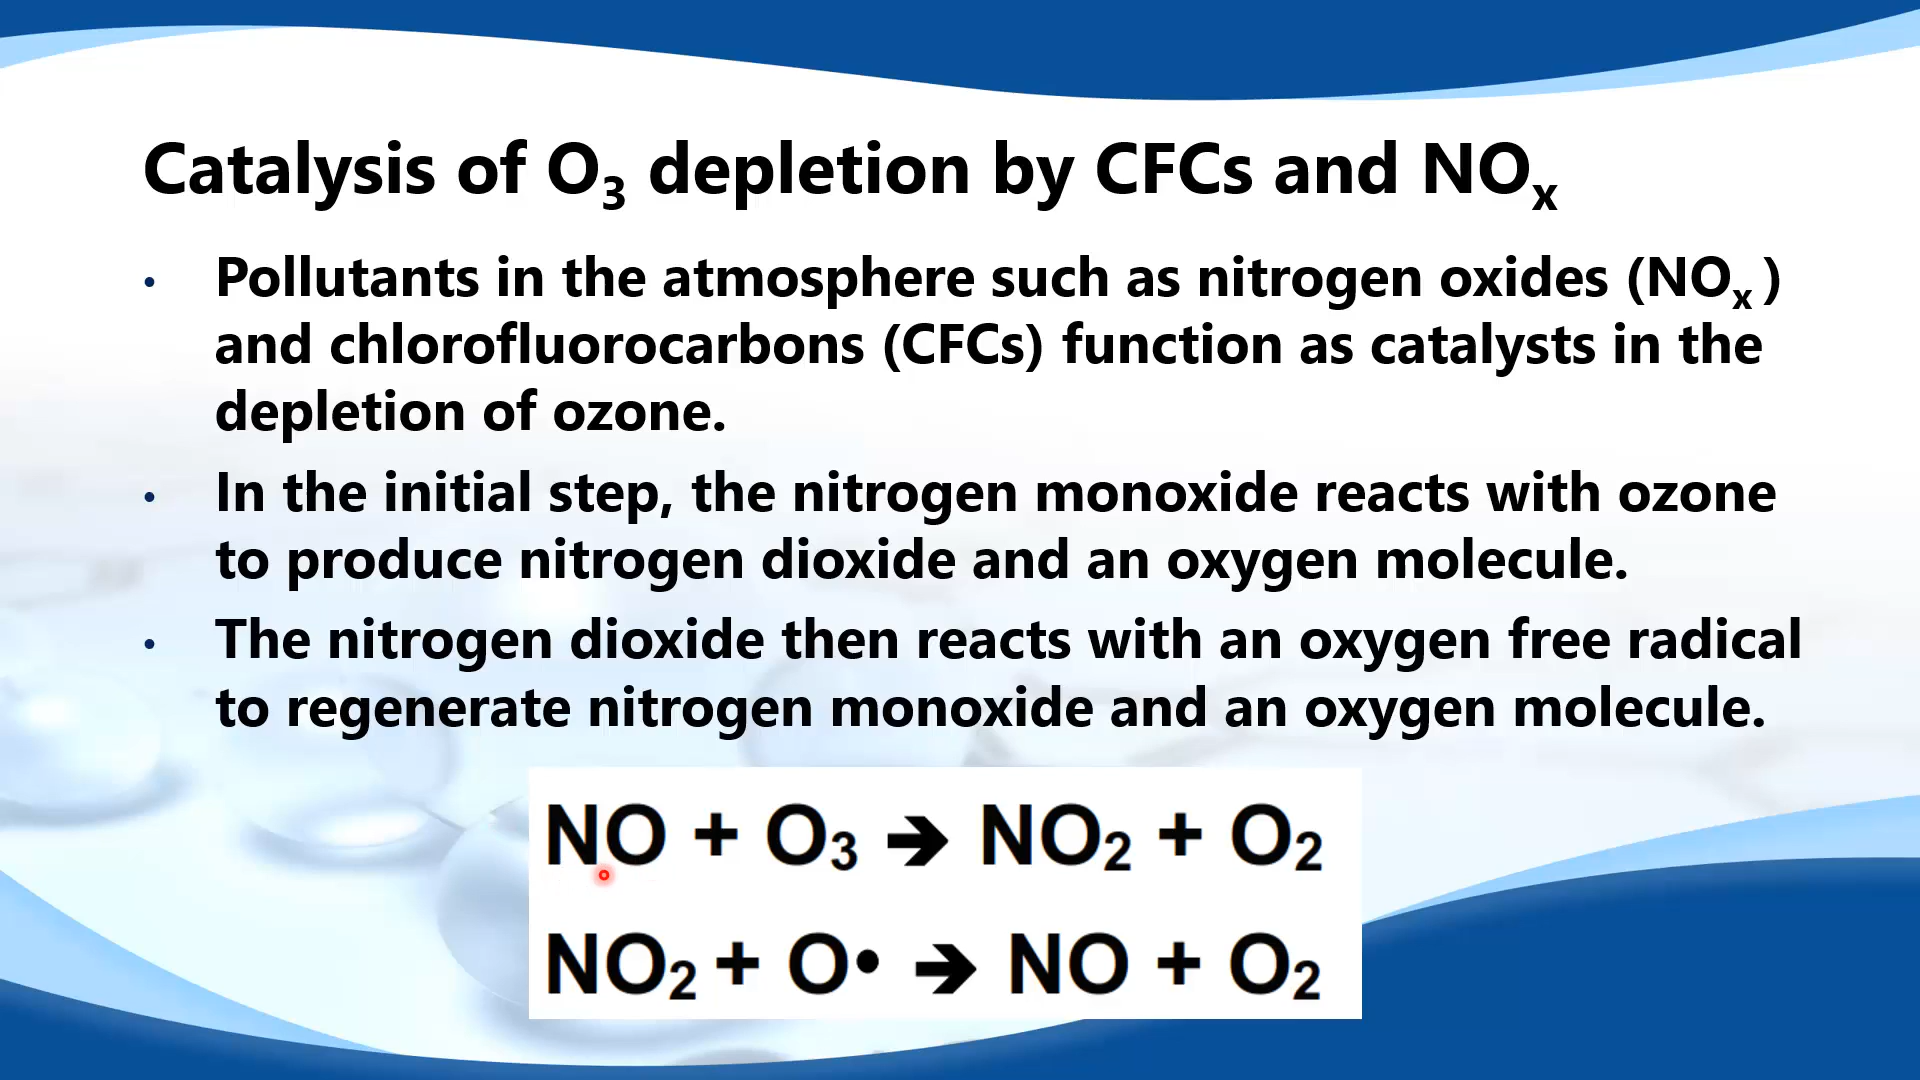 Catalysis of O₃ depletion by CFCs and NOₓ
• Pollutants in the atmosphere such as nitrogen oxides (NOₓ )
and chlorofluorocarbons (CFCs) function as catalysts in the
depletion of ozone.
• In the initial step, the nitrogen monoxide reacts with ozone
to produce nitrogen dioxide and an oxygen molecule.
• The nitrogen dioxide then reacts with an oxygen free radical
to regenerate nitrogen monoxide and an oxygen molecule.
NO + O₃ ➔ NO₂ + O₂
NO₂ + O• ➔ NO + O₂